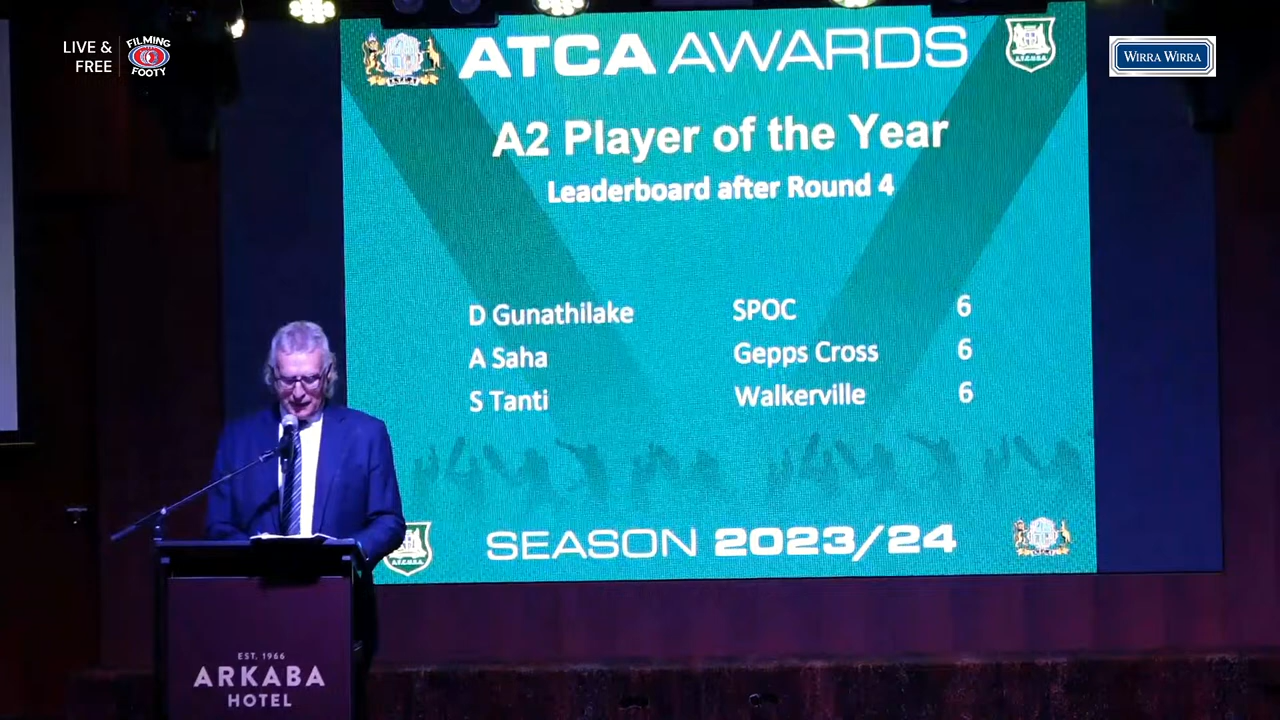 LIVE &
FREE
FILMING
FOOTY
WIRRA WIRRA
ATCA AWARDS
A2 Player of the Year
Leaderboard after Round 4
D Gunathilake SPOC 6
A Saha Gepps Cross 6
S Tanti Walkerville 6
SEASON 2023/24
EST. 1966
ARKABA
HOTEL